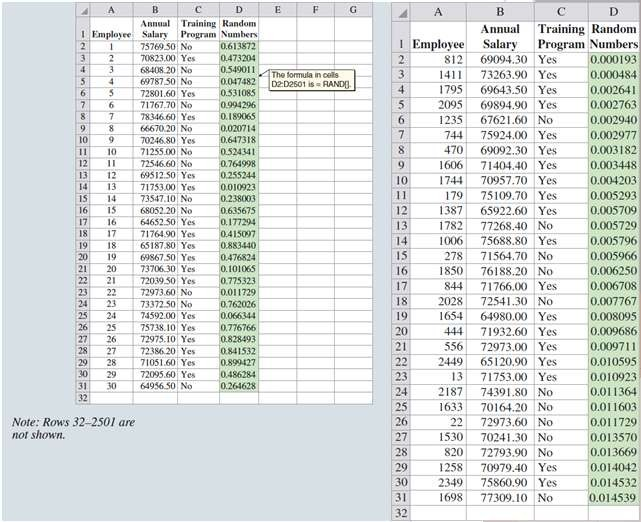 A B C D E F G
Annual Training Random
1 Employee Salary Program Numbers
2 1 75769.50 No 0.613872
3 2 70823.00 Yes 0.473204
4 3 68408.20 No 0.549011
5 4 69787.50 No 0.047482
6 5 72801.60 Yes 0.531085
7 6 71767.70 No 0.994296
8 7 78346.60 Yes 0.189065
9 8 66670.20 No 0.020714
10 9 70246.80 Yes 0.647318
11 10 71255.00 No 0.524341
12 11 72546.60 No 0.764998
13 12 69512.50 Yes 0.255244
14 13 71753.00 Yes 0.010923
15 14 73547.10 No 0.238003
16 15 68052.20 No 0.635675
17 16 64652.50 Yes 0.177294
18 17 71764.90 Yes 0.415097
19 18 65187.80 Yes 0.883440
20 19 69867.50 Yes 0.476824
21 20 73706.30 Yes 0.101065
22 21 72039.50 Yes 0.775323
23 22 72973.60 No 0.011729
24 23 73372.50 No 0.762026
25 24 74592.00 Yes 0.066344
26 25 75738.10 Yes 0.776766
27 26 72975.10 Yes 0.828493
28 27 72386.20 Yes 0.841532
29 28 71051.60 Yes 0.899427
30 29 72095.60 Yes 0.486284
31 30 64956.50 No 0.264628
32
The formula in cells
D2:D2501 is = RAND[].
Note: Rows 32–2501 are
not shown.
A B C D
Annual Training Random
1 Employee Salary Program Numbers
2 812 69094.30 Yes 0.000193
3 1411 73263.90 Yes 0.000484
4 1795 69643.50 Yes 0.002641
5 2095 69894.90 Yes 0.002763
6 1235 67621.60 No 0.002940
7 744 75924.00 Yes 0.002977
8 470 69092.30 Yes 0.003182
9 1606 71404.40 Yes 0.003448
10 1744 70957.70 Yes 0.004203
11 179 75109.70 Yes 0.005293
12 1387 65922.60 Yes 0.005709
13 1782 77268.40 No 0.005729
14 1006 75688.80 Yes 0.005796
15 278 71564.70 No 0.005966
16 1850 76188.20 No 0.006250
17 844 71766.00 Yes 0.006708
18 2028 72541.30 No 0.007767
19 1654 64980.00 Yes 0.008095
20 444 71932.60 Yes 0.009686
21 556 72973.00 Yes 0.009711
22 2449 65120.90 Yes 0.010595
23 13 71753.00 Yes 0.010923
24 2187 74391.80 No 0.011364
25 1633 70164.20 No 0.011603
26 22 72973.60 No 0.011729
27 1530 70241.30 No 0.013570
28 820 72793.90 No 0.013669
29 1258 70979.40 Yes 0.014042
30 2349 75860.90 Yes 0.014532
31 1698 77309.10 No 0.014539
32